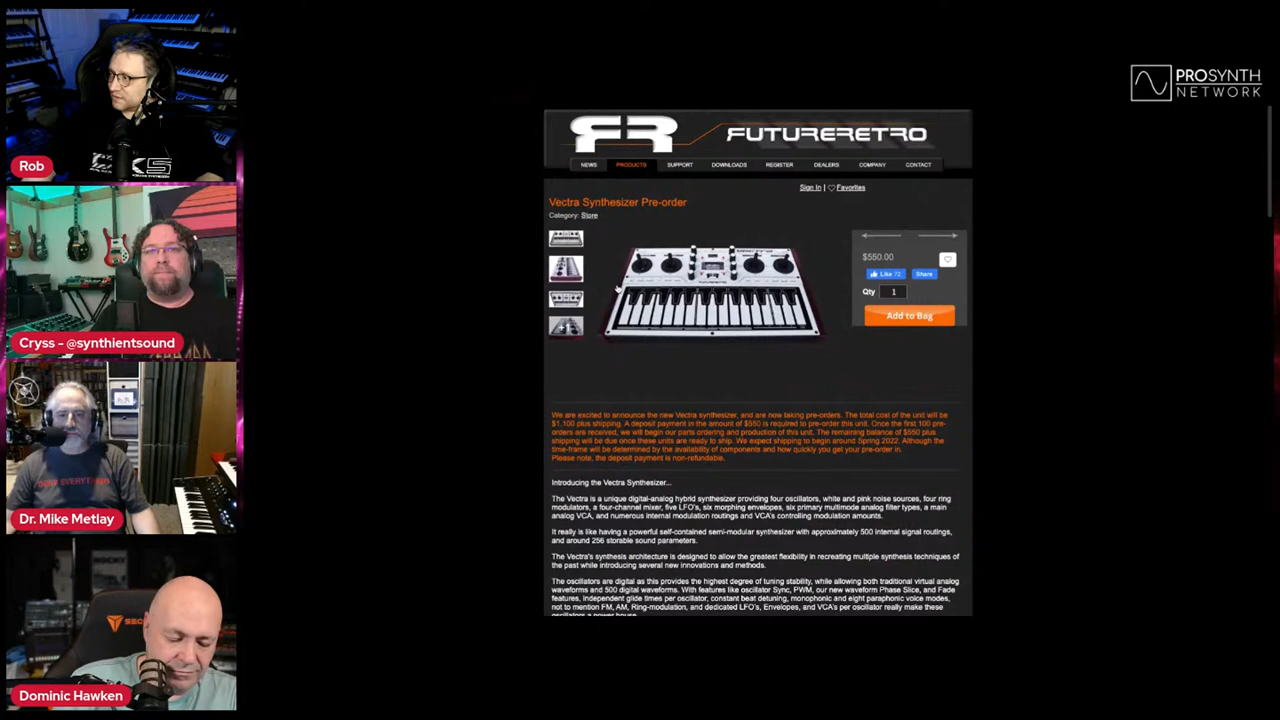 Rob
Cryss - @synthientsound
Dr. Mike Metlay
Dominic Hawken
PROSYNTH
NETWORK
FR FUTURERETRO
NEWS PRODUCTS SUPPORT DOWNLOADS REGISTER DEALERS COMPANY CONTACT
Sign In | Favorites
Vectra Synthesizer Pre-order
Category: Store
$550.00
Like 72 Share
Qty 1
Add to Bag
We are excited to announce the new Vectra synthesizer, and are now taking pre-orders. The total cost of the unit will be
$1,100 plus shipping. A deposit payment in the amount of $550 is required to pre-order this unit. Once the first 100 pre-
orders are received, we will begin our parts ordering and production of this unit. The remaining balance of $550 plus
shipping will be due once these units are ready to ship. We expect shipping to begin around Spring 2022. Although the
time-frame will be determined by the availability of components and how quickly you get your pre-order in.
Please note, the deposit payment is non-refundable.
Introducing the Vectra Synthesizer...
The Vectra is a unique digital-analog hybrid synthesizer providing four oscillators, white and pink noise sources, four ring
modulators, a four-channel mixer, five LFO's, six morphing envelopes, six primary multimode analog filter types, a main
analog VCA, and numerous internal modulation routings and VCA's controlling modulation amounts.
It really is like having a powerful self-contained semi-modular synthesizer with approximately 500 internal signal routings,
and around 256 storable sound parameters.
The Vectra's synthesis architecture is designed to allow the greatest flexibility in recreating multiple synthesis techniques of
the past while introducing several new innovations and methods.
The oscillators are digital as this provides the highest degree of tuning stability, while allowing both traditional virtual analog
waveforms and 500 digital waveforms. With features like oscillator Sync, PWM, our new waveform Phase Slice, and Fade
features, independent glide times per oscillator, constant beat detuning, monophonic and eight paraphonic voice modes,
not to mention FM, AM, Ring-modulation, and dedicated LFO's, Envelopes, and VCA's per oscillator really make these
oscillators a power house.